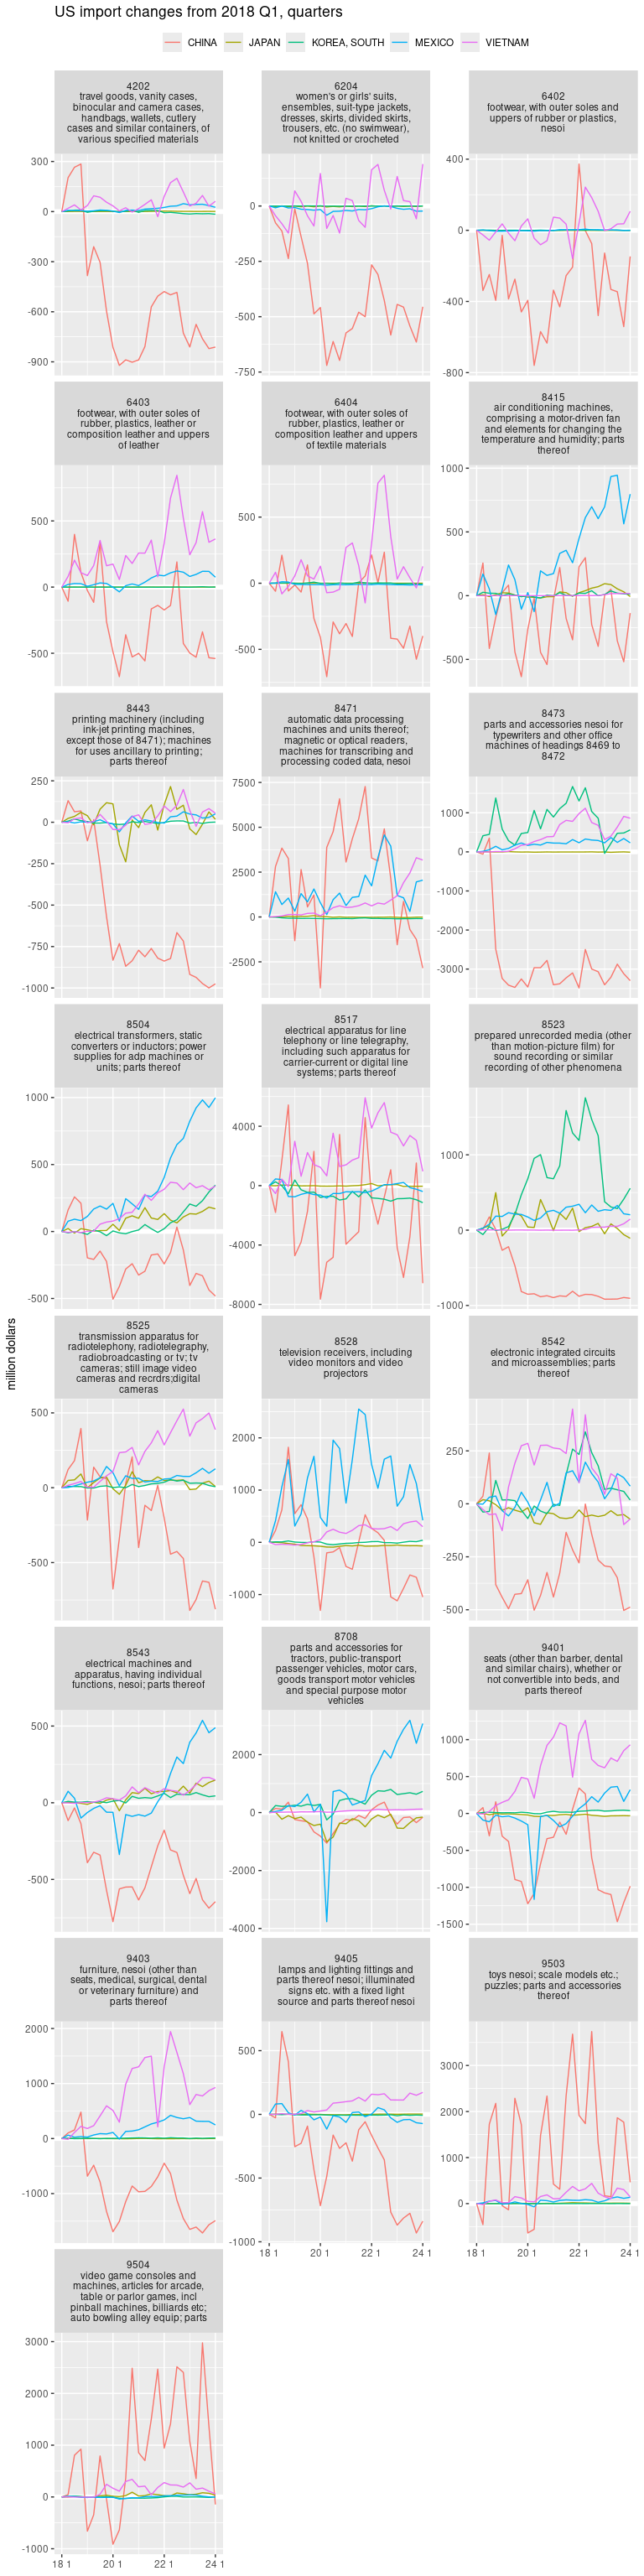 US import changes from 2018 Q1, quarters
CHINA JAPAN KOREA, SOUTH MEXICO VIETNAM
million dollars
4202
travel goods, vanity cases,
binocular and camera cases,
handbags, wallets, cutlery
cases and similar containers, of
various specified materials
300
0
-300
-600
-900
6204
women's or girls' suits,
ensembles, suit-type jackets,
dresses, skirts, divided skirts,
trousers, etc. (no swimwear),
not knitted or crocheted
0
-250
-500
-750
6402
footwear, with outer soles and
uppers of rubber or plastics,
nesoi
400
0
-400
-800
6403
footwear, with outer soles of
rubber, plastics, leather or
composition leather and uppers
of leather
500
0
-500
6404
footwear, with outer soles of
rubber, plastics, leather or
composition leather and uppers
of textile materials
500
0
-500
8415
air conditioning machines,
comprising a motor-driven fan
and elements for changing the
temperature and humidity; parts
thereof
1000
500
0
-500
8443
printing machinery (including
ink-jet printing machines,
except those of 8471); machines
for uses ancillary to printing;
parts thereof
250
0
-250
-500
-750
-1000
8471
automatic data processing
machines and units thereof;
magnetic or optical readers,
machines for transcribing and
processing coded data, nesoi
7500
5000
2500
0
-2500
8473
parts and accessories nesoi for
typewriters and other office
machines of headings 8469 to
8472
1000
0
-1000
-2000
-3000
8504
electrical transformers, static
converters or inductors; power
supplies for adp machines or
units; parts thereof
1000
500
0
-500
8517
electrical apparatus for line
telephony or line telegraphy,
including such apparatus for
carrier-current or digital line
systems; parts thereof
4000
0
-4000
-8000
8523
prepared unrecorded media (other
than motion-picture film) for
sound recording or similar
recording of other phenomena
1000
0
-1000
8525
transmission apparatus for
radiotelephony, radiotelegraphy,
radiobroadcasting or tv; tv
cameras; still image video
cameras and recrdrs;digital
cameras
500
0
-500
8528
television receivers, including
video monitors and video
projectors
2000
1000
0
-1000
8542
electronic integrated circuits
and microassemblies; parts
thereof
250
0
-250
-500
8543
electrical machines and
apparatus, having individual
functions, nesoi; parts thereof
500
0
-500
8708
parts and accessories for
tractors, public-transport
passenger vehicles, motor cars,
goods transport motor vehicles
and special purpose motor
vehicles
2000
0
-2000
-4000
9401
seats (other than barber, dental
and similar chairs), whether or
not convertible into beds, and
parts thereof
1000
500
0
-500
-1000
-1500
9403
furniture, nesoi (other than
seats, medical, surgical, dental
or veterinary furniture) and
parts thereof
2000
1000
0
-1000
9405
lamps and lighting fittings and
parts thereof nesoi; illuminated
signs etc. with a fixed light
source and parts thereof nesoi
500
0
-500
-1000
18 1 20 1 22 1 24 1
9503
toys nesoi; scale models etc.;
puzzles; parts and accessories
thereof
3000
2000
1000
0
18 1 20 1 22 1 24 1
9504
video game consoles and
machines, articles for arcade,
table or parlor games, incl
pinball machines, billiards etc;
auto bowling alley equip; parts
3000
2000
1000
0
-1000
18 1 20 1 22 1 24 1